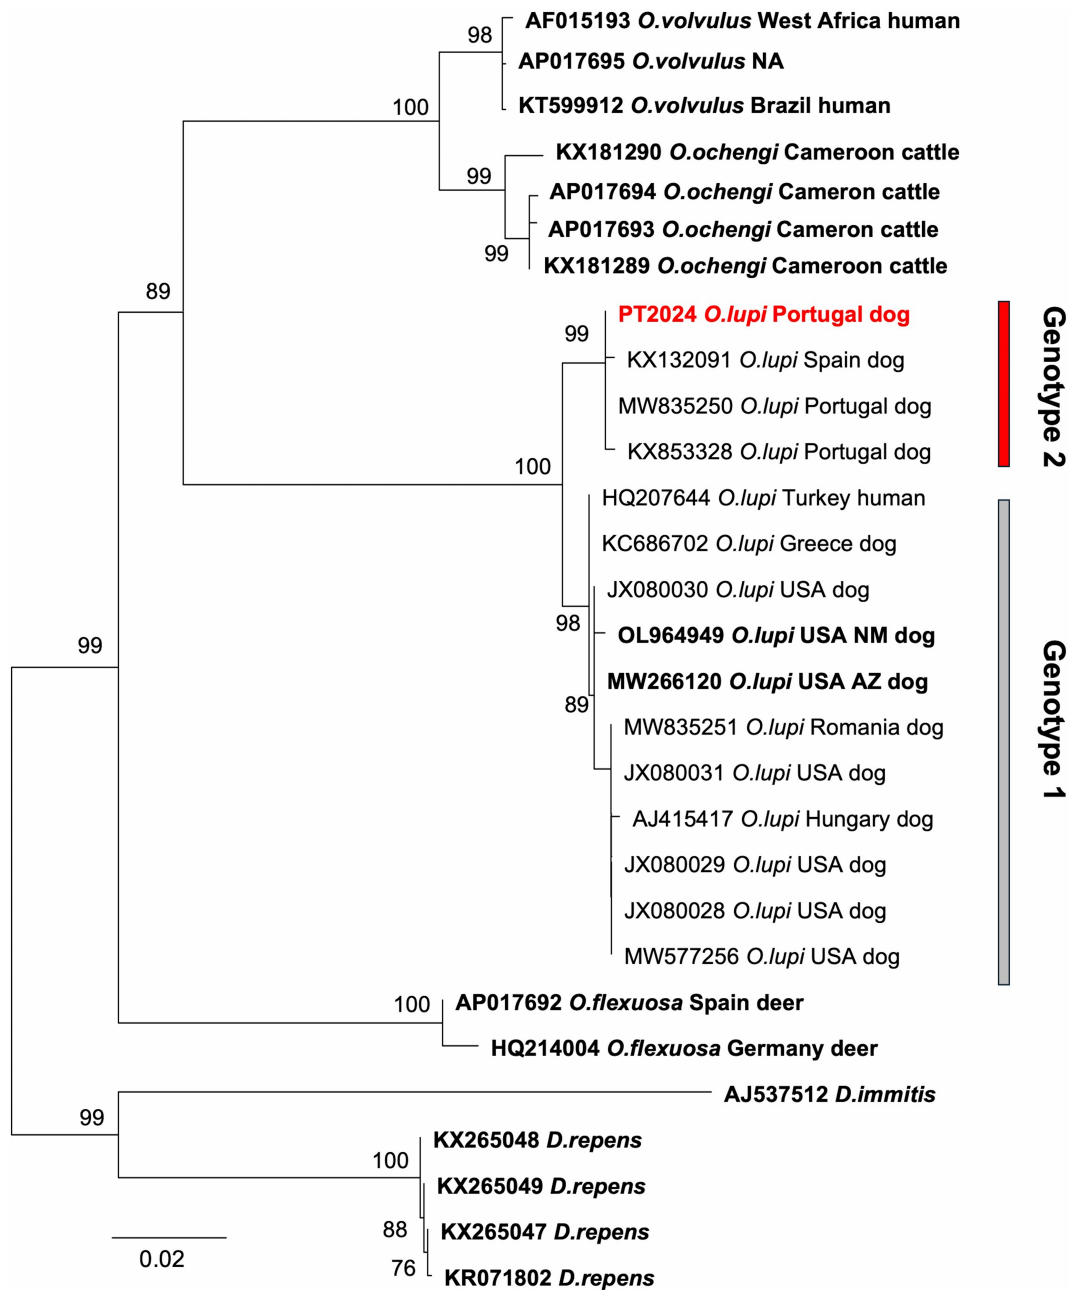 AF015193 O.volvulus West Africa human
98
AP017695 O.volvulus NA
100
KT599912 O.volvulus Brazil human
KX181290 O.ochengi Cameroon cattle
99
AP017694 O.ochengi Cameron cattle
AP017693 O.ochengi Cameron cattle
99
KX181289 O.ochengi Cameroon cattle
89
PT2024 O.lupi Portugal dog
99
KX132091 O.lupi Spain dog
MW835250 O.lupi Portugal dog
KX853328 O.lupi Portugal dog
Genotype 2
100
HQ207644 O.lupi Turkey human
KC686702 O.lupi Greece dog
JX080030 O.lupi USA dog
98
OL964949 O.lupi USA NM dog
99
MW266120 O.lupi USA AZ dog
89
MW835251 O.lupi Romania dog
Genotype 1
JX080031 O.lupi USA dog
AJ415417 O.lupi Hungary dog
JX080029 O.lupi USA dog
JX080028 O.lupi USA dog
MW577256 O.lupi USA dog
100
AP017692 O.flexuosa Spain deer
HQ214004 O.flexuosa Germany deer
AJ537512 D.immitis
99
KX265048 D.repens
100
KX265049 D.repens
88
KX265047 D.repens
0.02
76
KR071802 D.repens